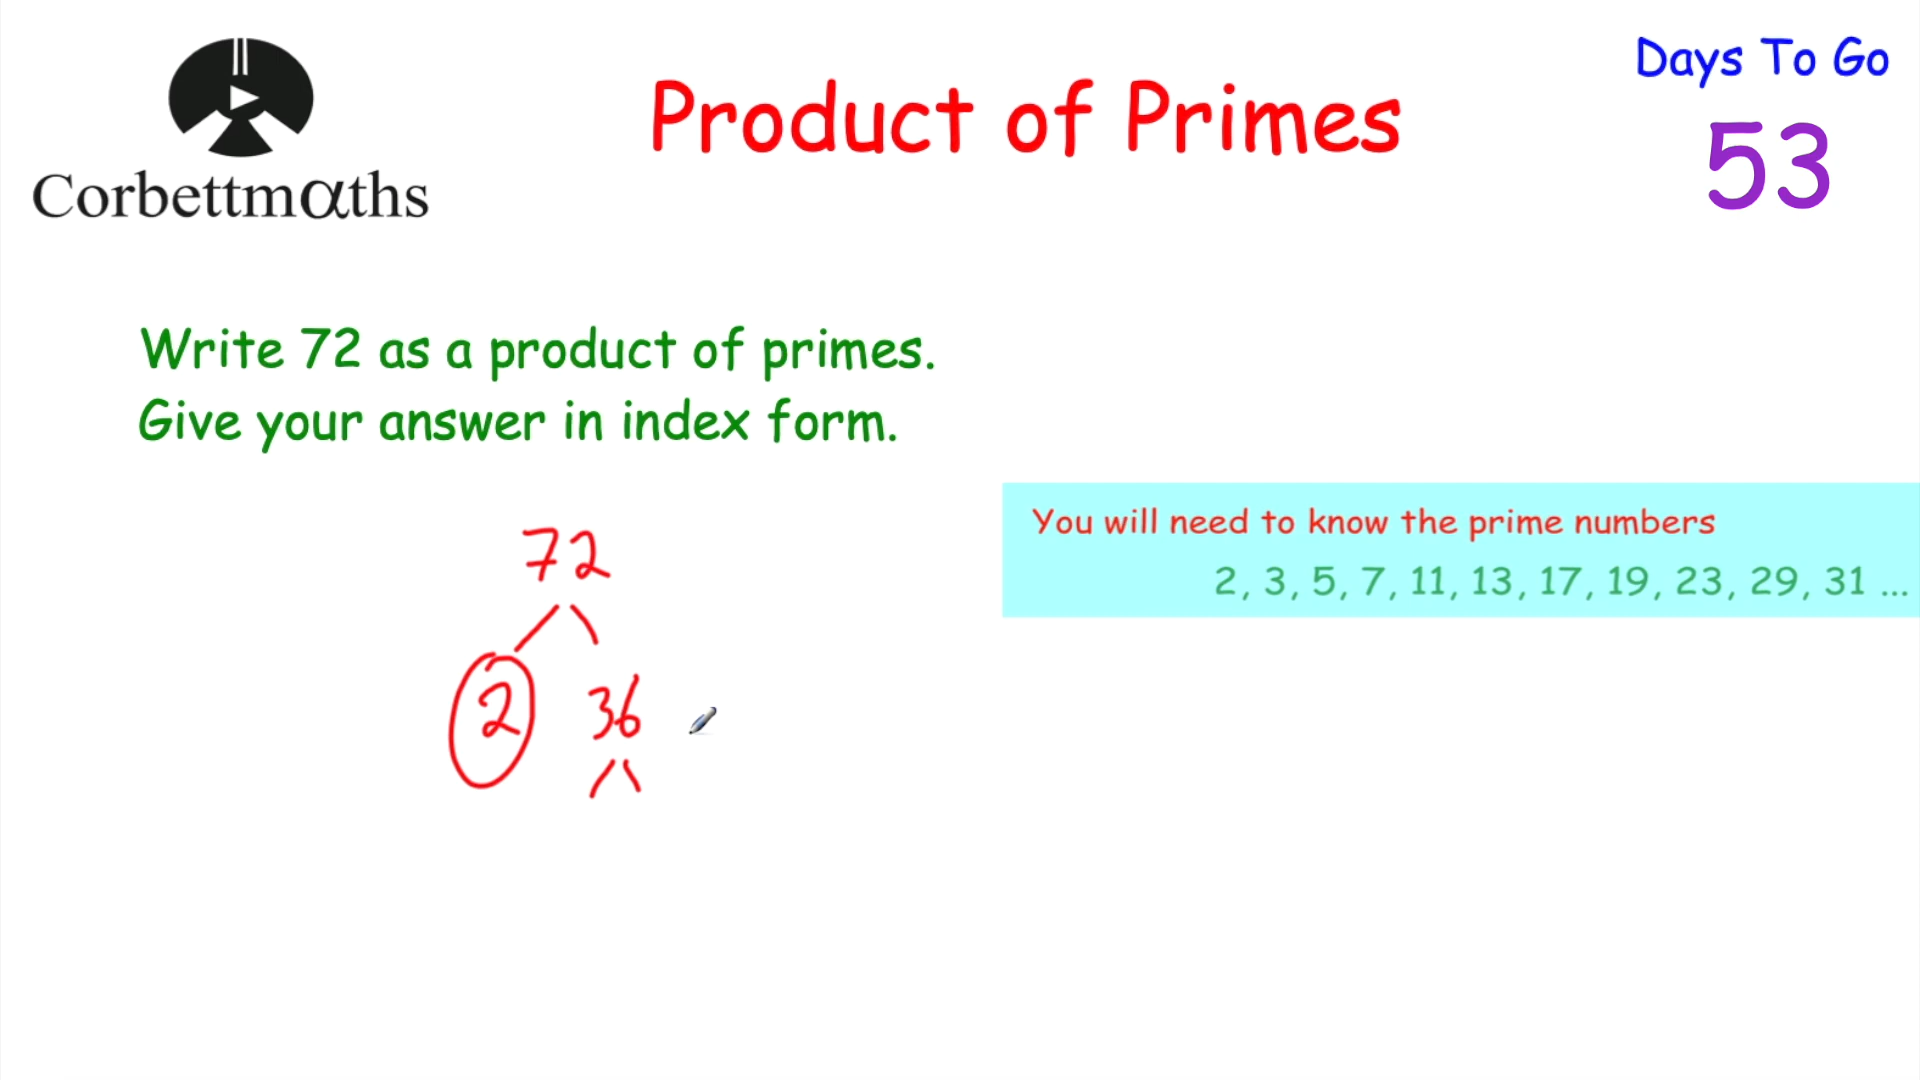 Corbettmαths
Product of Primes
Days To Go
53
Write 72 as a product of primes.
Give your answer in index form.
72
2 36
You will need to know the prime numbers
2, 3, 5, 7, 11, 13, 17, 19, 23, 29, 31 ...